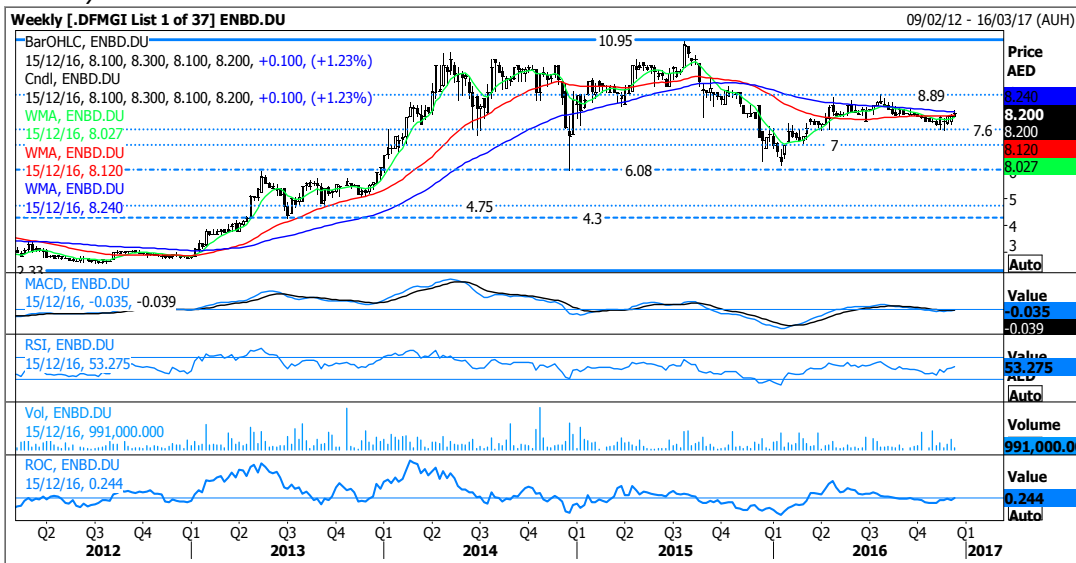 Weekly [.DFMGI List 1 of 37] ENBD.DU 09/02/12 - 16/03/17 (AUH)
BarOHLC, ENBD.DU
15/12/16, 8.100, 8.300, 8.100, 8.200, +0.100, (+1.23%)
Cndl, ENBD.DU
15/12/16, 8.100, 8.300, 8.100, 8.200, +0.100, (+1.23%)
WMA, ENBD.DU
15/12/16, 8.027
WMA, ENBD.DU
15/12/16, 8.120
WMA, ENBD.DU
15/12/16, 8.240
10.95
8.89
7.6
7
6.08
4.75
4.3
2.33
Price
AED
8.240
8.200
8.200
8.120
8.027
5
4
3
Auto
MACD, ENBD.DU
15/12/16, -0.035, -0.039
Value
-0.035
-0.039
RSI, ENBD.DU
15/12/16, 53.275
Value
53.275
AED
Auto
Vol, ENBD.DU
15/12/16, 991,000.000
Volume
991,000.00
ROC, ENBD.DU
15/12/16, 0.244
Value
0.244
Auto
Q2 Q3 Q4 Q1 Q2 Q3 Q4 Q1 Q2 Q3 Q4 Q1 Q2 Q3 Q4 Q1 Q2 Q3 Q4 Q1
2012 2013 2014 2015 2016 2017